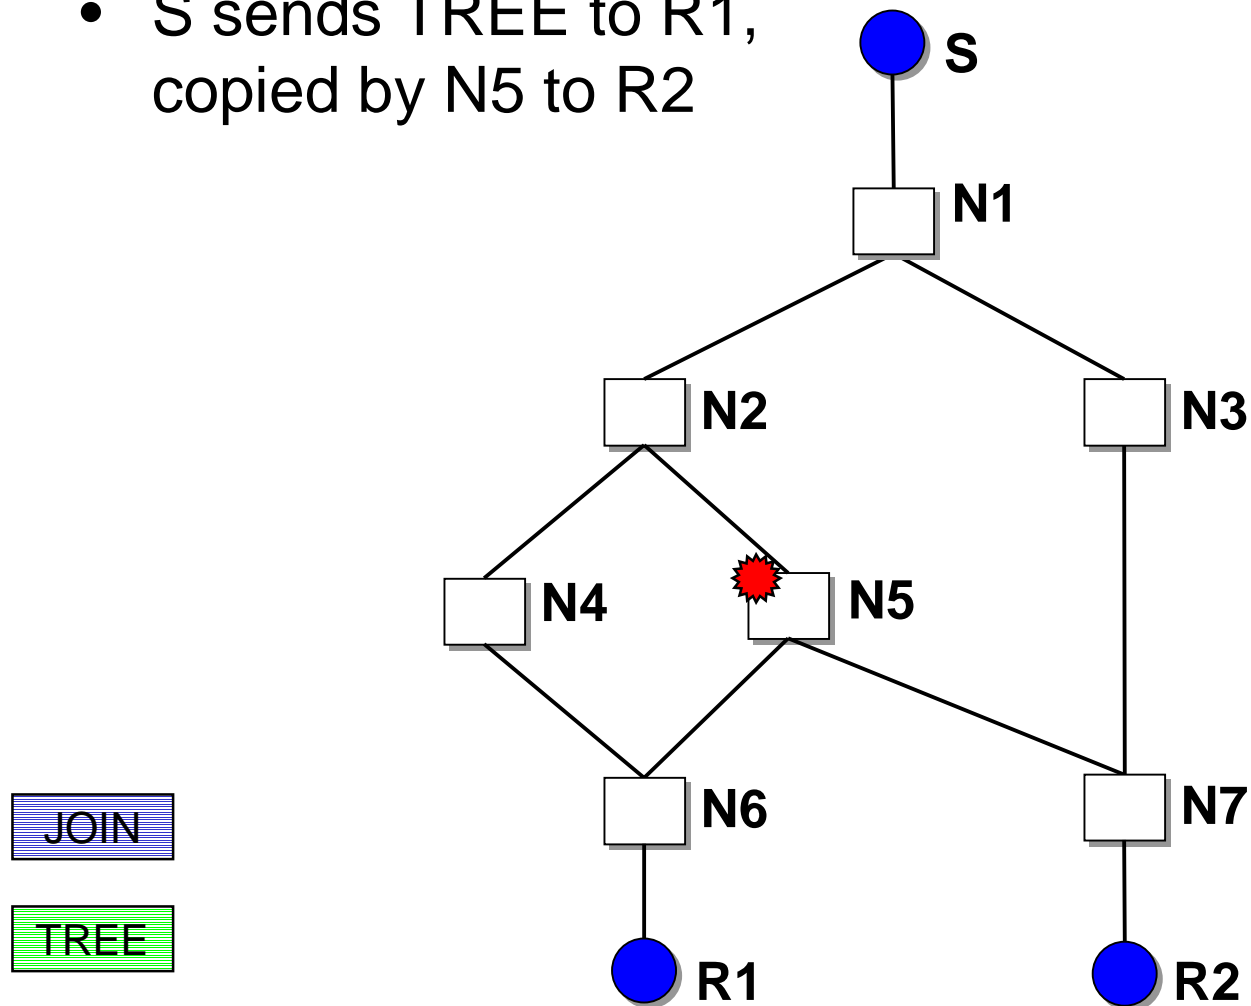 • S sends TREE to R1,
copied by N5 to R2
S
N1
N2
N3
N4
N5
N6
N7
JOIN
TREE
R1
R2